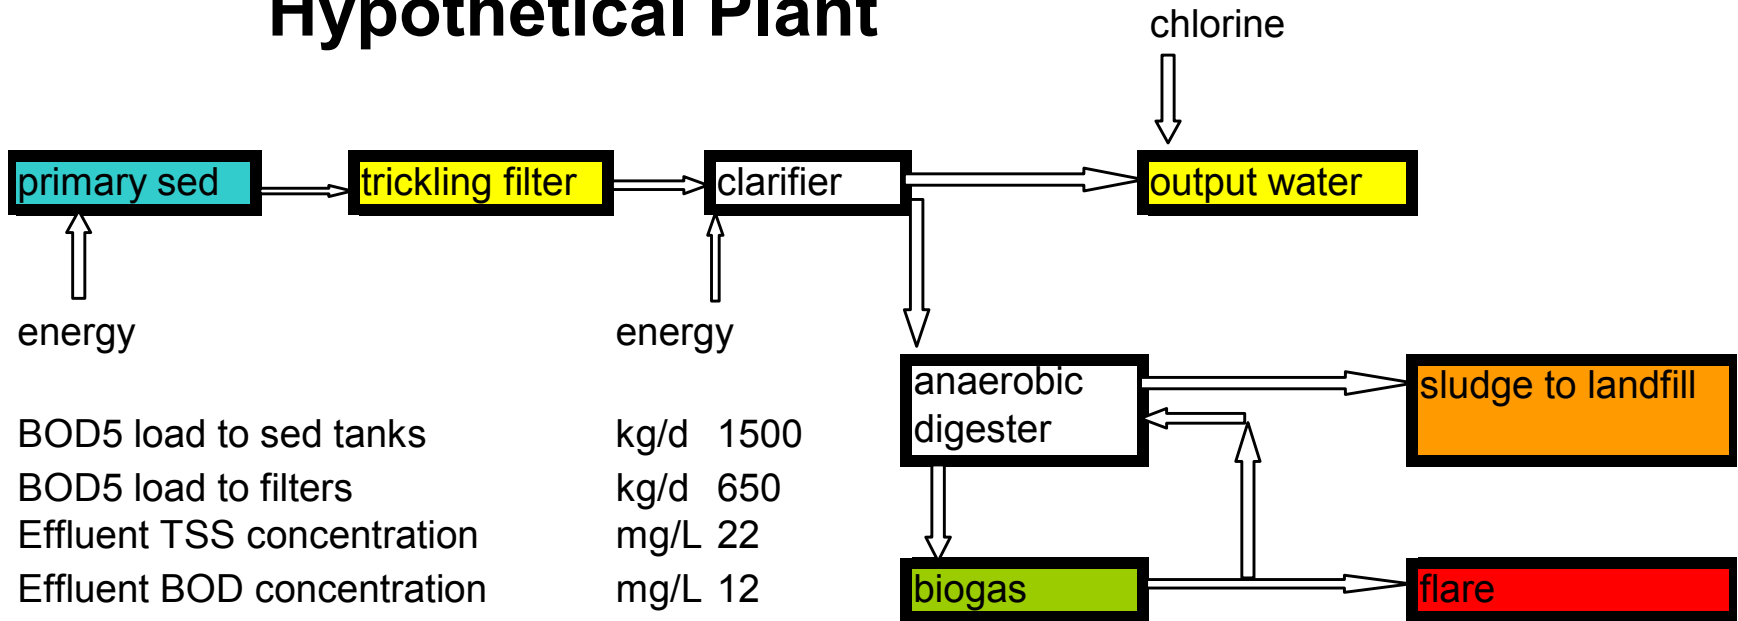 Hypothetical Plant
chlorine
primary sed
trickling filter
clarifier
output water
energy
energy
anaerobic
digester
sludge to landfill
BOD5 load to sed tanks kg/d 1500
BOD5 load to filters kg/d 650
Effluent TSS concentration mg/L 22
Effluent BOD concentration mg/L 12
biogas
flare